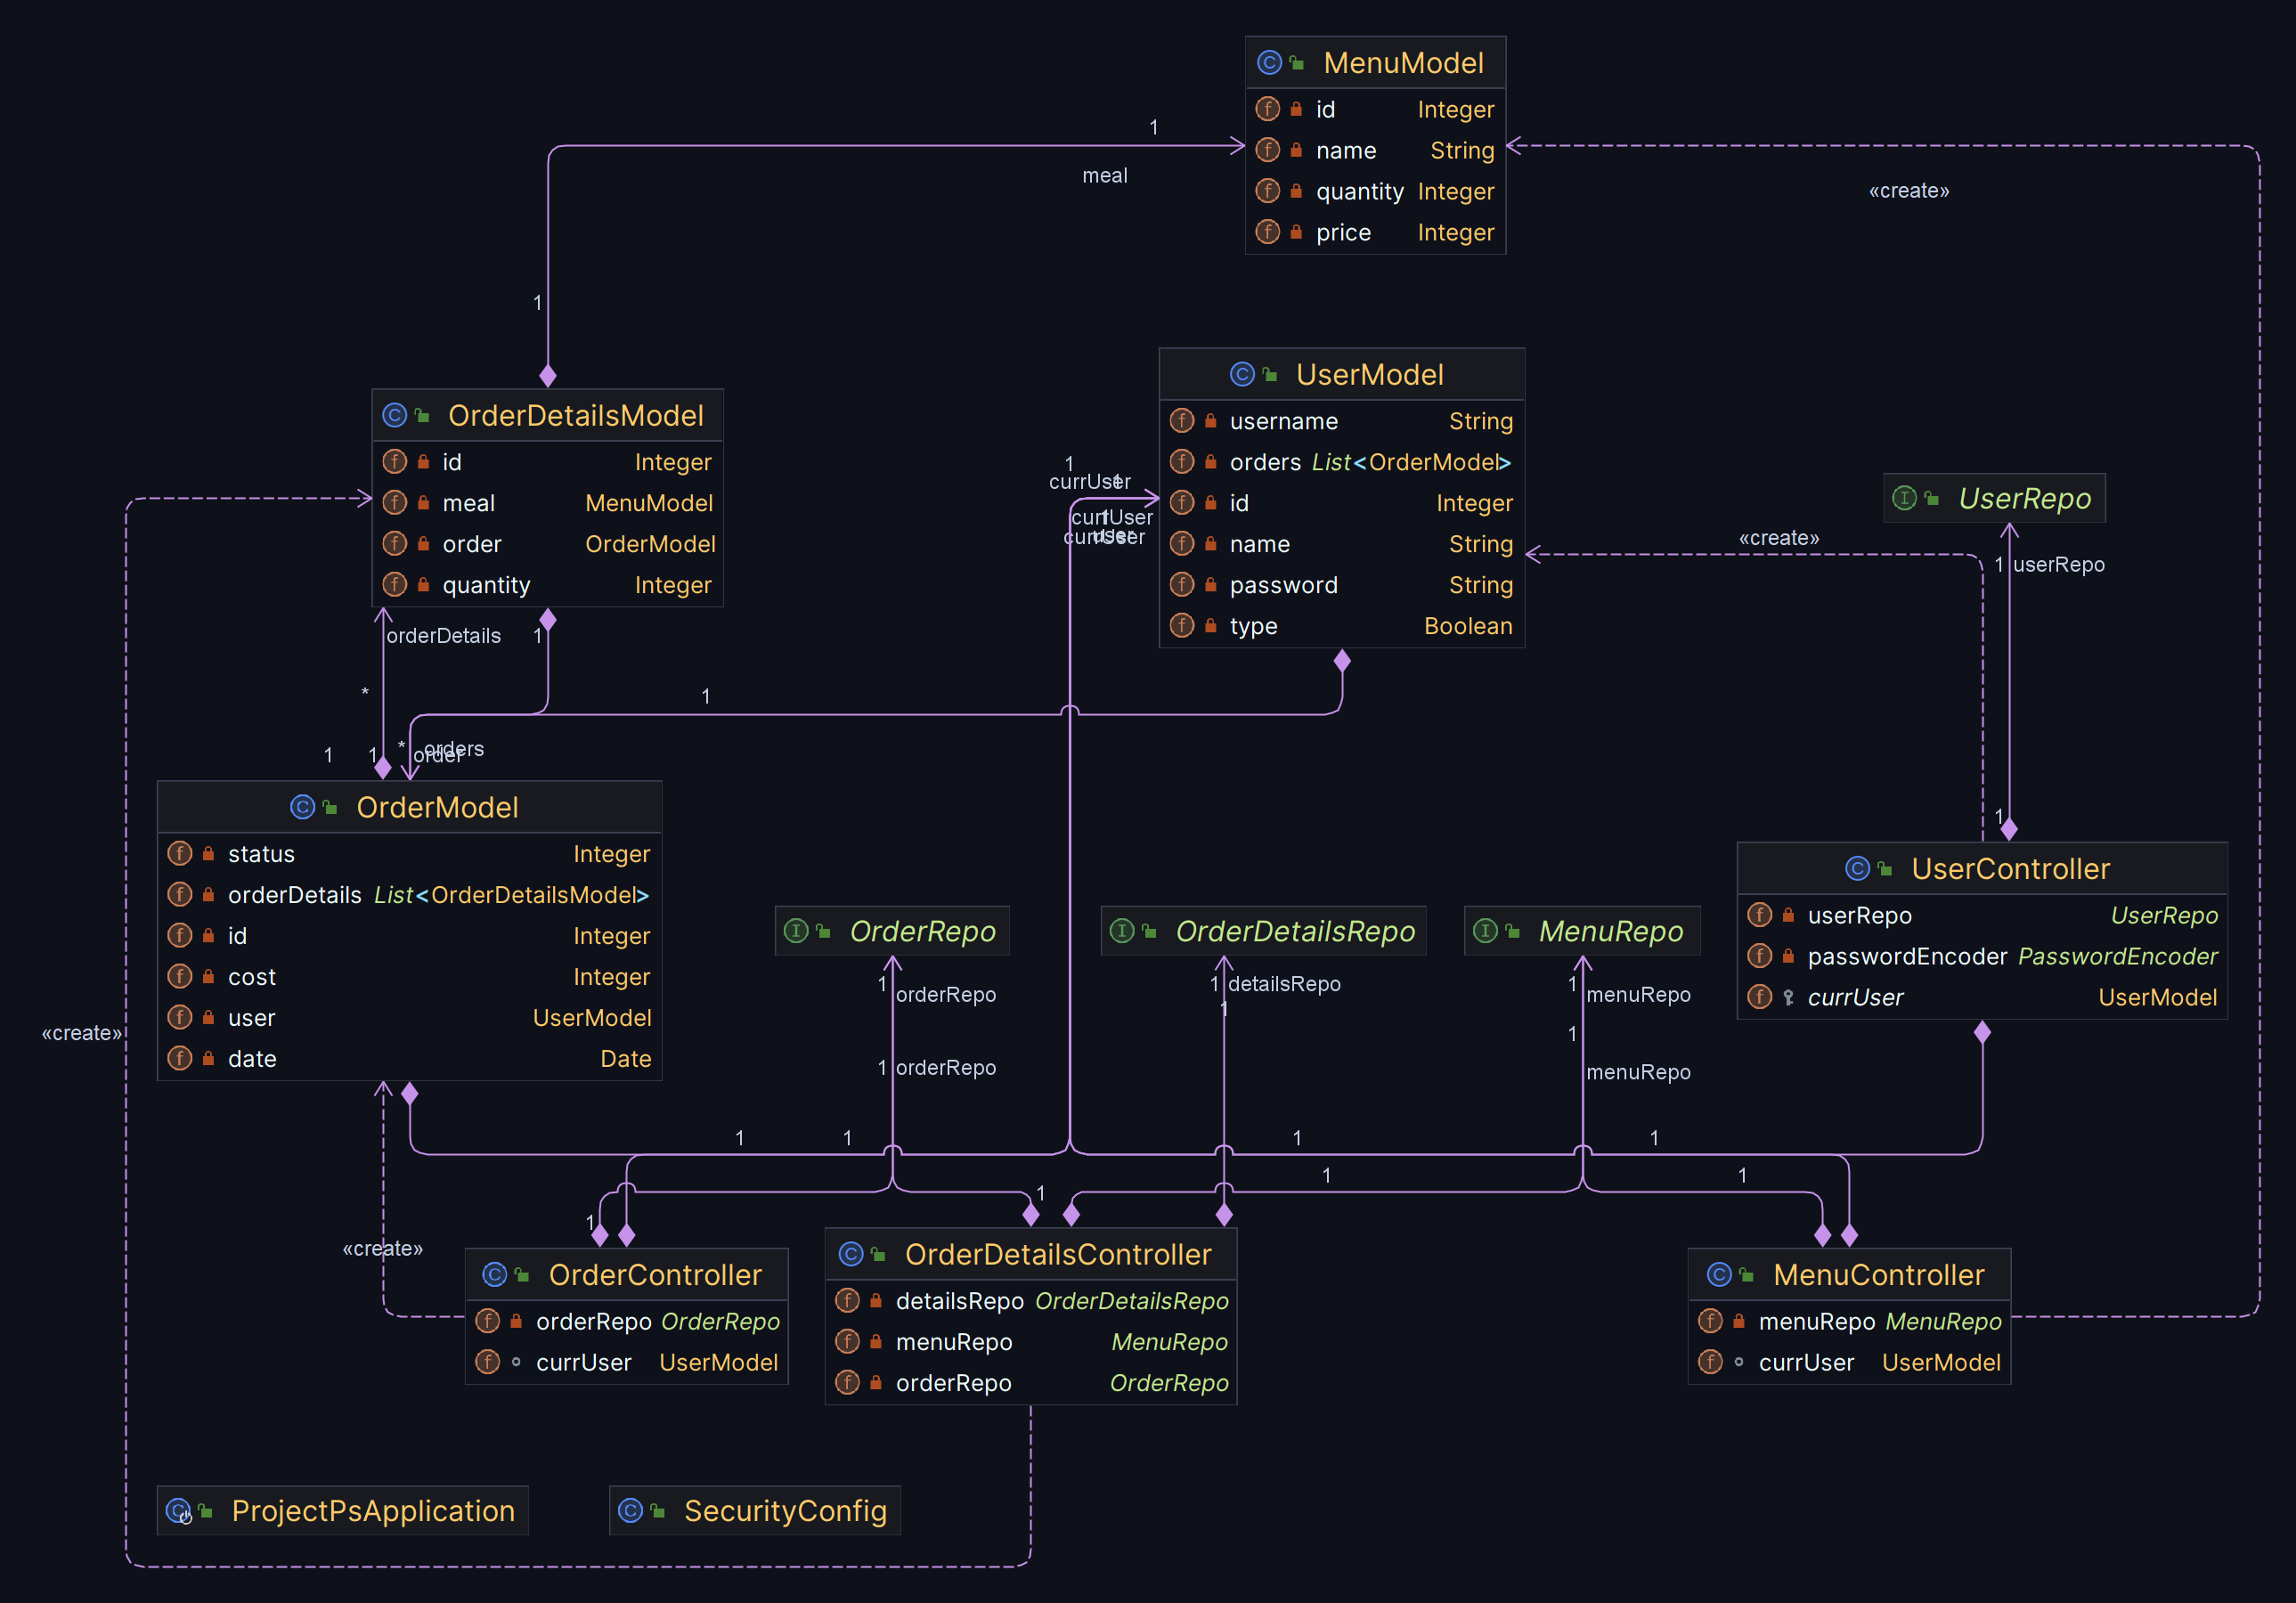 MenuModel
id Integer
name String
quantity Integer
price Integer
1
meal
«create»
1
OrderDetailsModel
id Integer
meal MenuModel
order OrderModel
quantity Integer
UserModel
username String
orders List<OrderModel>
id Integer
name String
password String
type Boolean
1
currUser
1
currUser
1
user
currUser
UserRepo
«create»
1 userRepo
orderDetails
1
*
1
1
1
*
orders
order
1
OrderModel
status Integer
orderDetails List<OrderDetailsModel>
id Integer
cost Integer
user UserModel
date Date
UserController
userRepo UserRepo
passwordEncoder PasswordEncoder
currUser UserModel
OrderRepo
OrderDetailsRepo
MenuRepo
1 orderRepo
1 detailsRepo
1
1 menuRepo
1
«create»
1 orderRepo
menuRepo
1
1
1
1
1
1
1
1
«create»
OrderController
orderRepo OrderRepo
currUser UserModel
OrderDetailsController
detailsRepo OrderDetailsRepo
menuRepo MenuRepo
orderRepo OrderRepo
MenuController
menuRepo MenuRepo
currUser UserModel
ProjectPsApplication
SecurityConfig